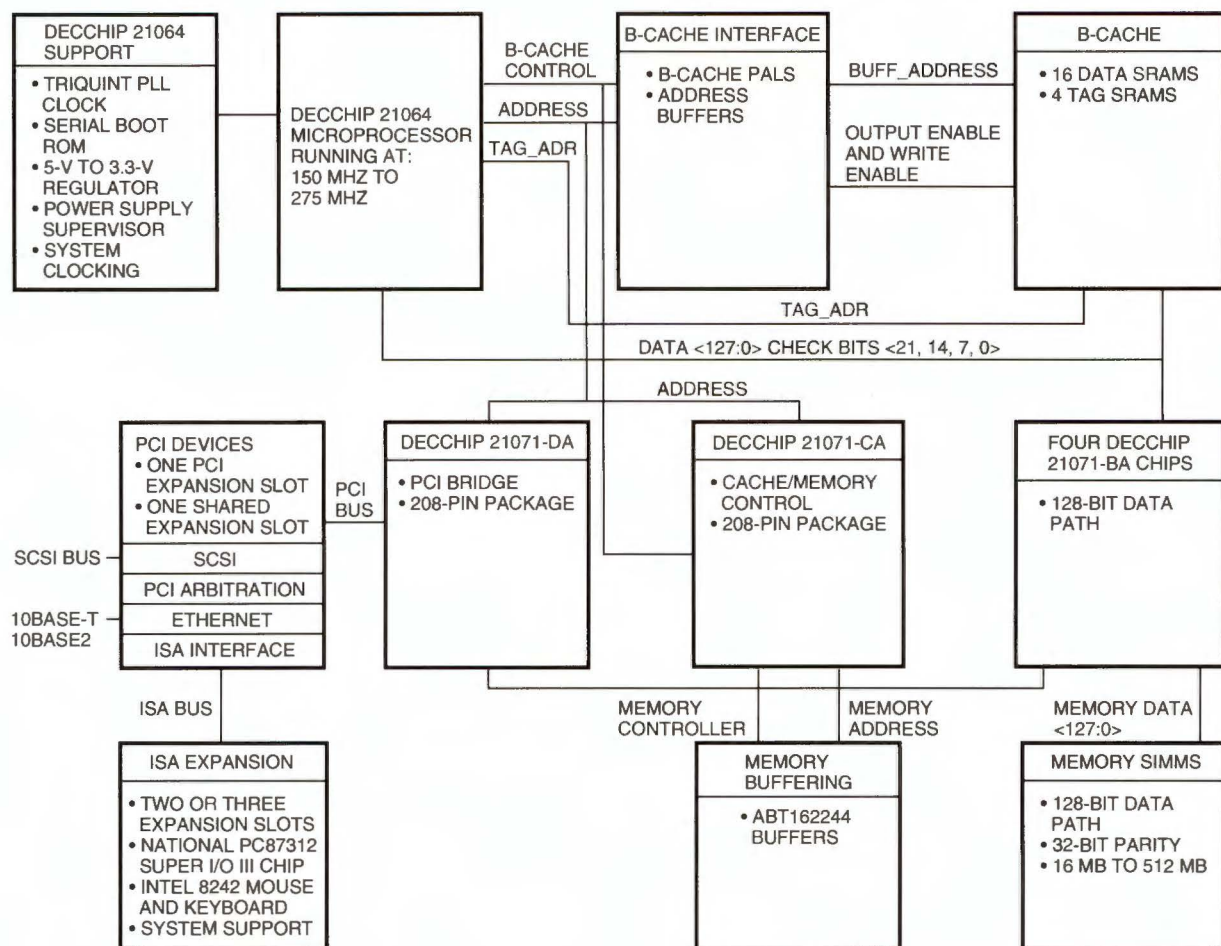 DECCHIP 21064
SUPPORT
• TRIQUINT PLL
CLOCK
• SERIAL BOOT
ROM
• 5-V TO 3.3-V
REGULATOR
• POWER SUPPLY
SUPERVISOR
• SYSTEM
CLOCKING
DECCHIP 21064
MICROPROCESSOR
RUNNING AT:
150 MHZ TO
275 MHZ
B-CACHE
CONTROL
ADDRESS
TAG_ADR
B-CACHE INTERFACE
• B-CACHE PALS
• ADDRESS
BUFFERS
BUFF_ADDRESS
OUTPUT ENABLE
AND WRITE
ENABLE
B-CACHE
• 16 DATA SRAMS
• 4 TAG SRAMS
TAG_ADR
DATA <127:0> CHECK BITS <21, 14, 7, 0>
ADDRESS
PCI DEVICES
• ONE PCI
EXPANSION SLOT
• ONE SHARED
EXPANSION SLOT
SCSI
PCI ARBITRATION
ETHERNET
ISA INTERFACE
SCSI BUS
10BASE-T
10BASE2
PCI
BUS
DECCHIP 21071-DA
• PCI BRIDGE
• 208-PIN PACKAGE
DECCHIP 21071-CA
• CACHE/MEMORY
CONTROL
• 208-PIN PACKAGE
FOUR DECCHIP
21071-BA CHIPS
• 128-BIT DATA
PATH
ISA BUS
MEMORY
CONTROLLER
MEMORY
ADDRESS
MEMORY DATA
<127:0>
ISA EXPANSION
• TWO OR THREE
EXPANSION SLOTS
• NATIONAL PC87312
SUPER I/O III CHIP
• INTEL 8242 MOUSE
AND KEYBOARD
• SYSTEM SUPPORT
MEMORY
BUFFERING
• ABT162244
BUFFERS
MEMORY SIMMS
• 128-BIT DATA
PATH
• 32-BIT PARITY
• 16 MB TO 512 MB